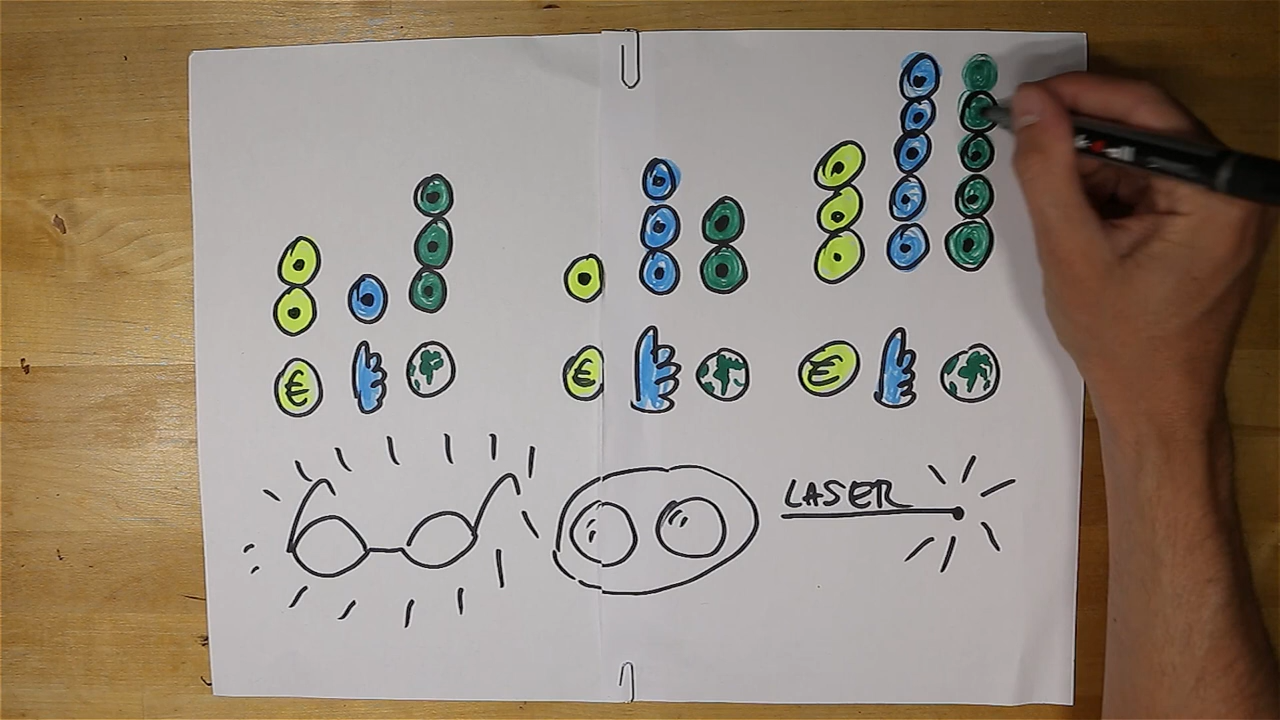 € € €
LASER